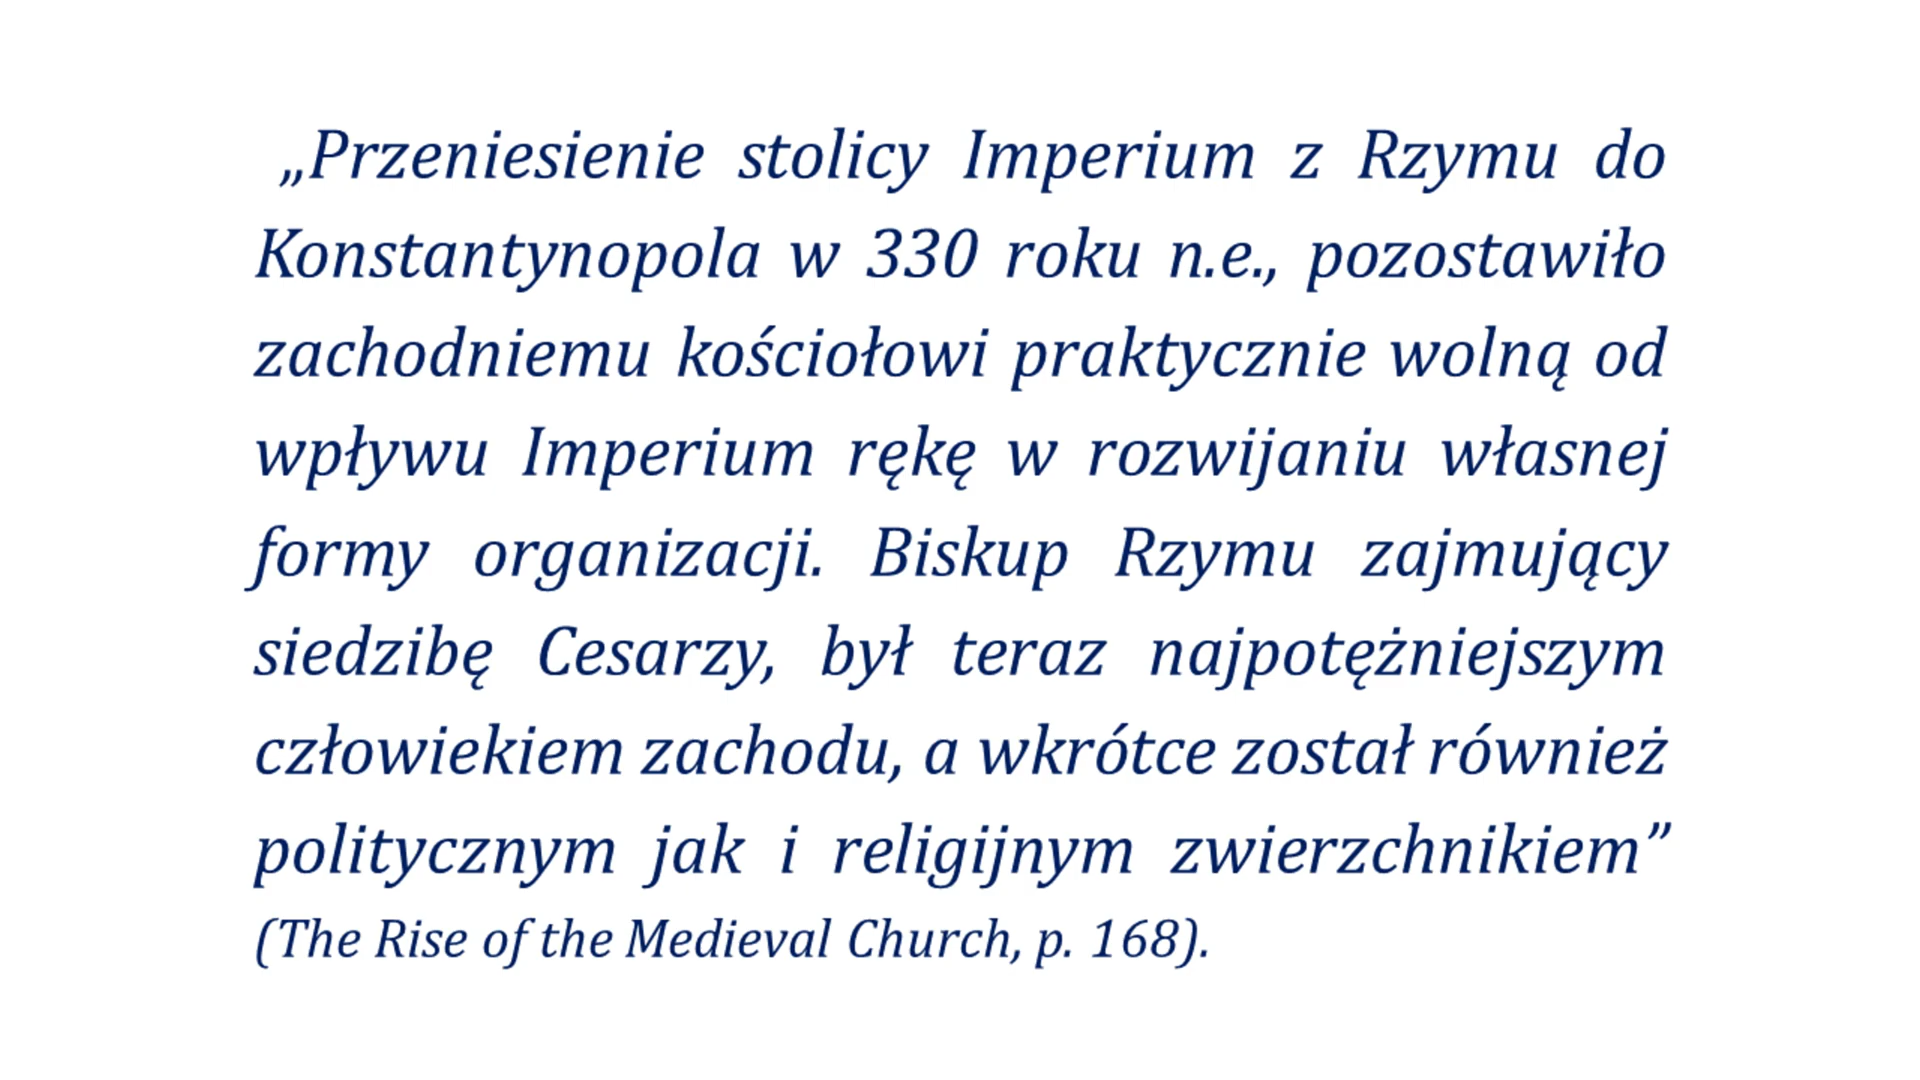 „Przeniesienie stolicy Imperium z Rzymu do
Konstantynopola w 330 roku n.e., pozostawiło
zachodniemu kościołowi praktycznie wolną od
wpływu Imperium rękę w rozwijaniu własnej
formy organizacji. Biskup Rzymu zajmujący
siedzibę Cesarzy, był teraz najpotężniejszym
człowiekiem zachodu, a wkrótce został również
politycznym jak i religijnym zwierzchnikiem”
(The Rise of the Medieval Church, p. 168).